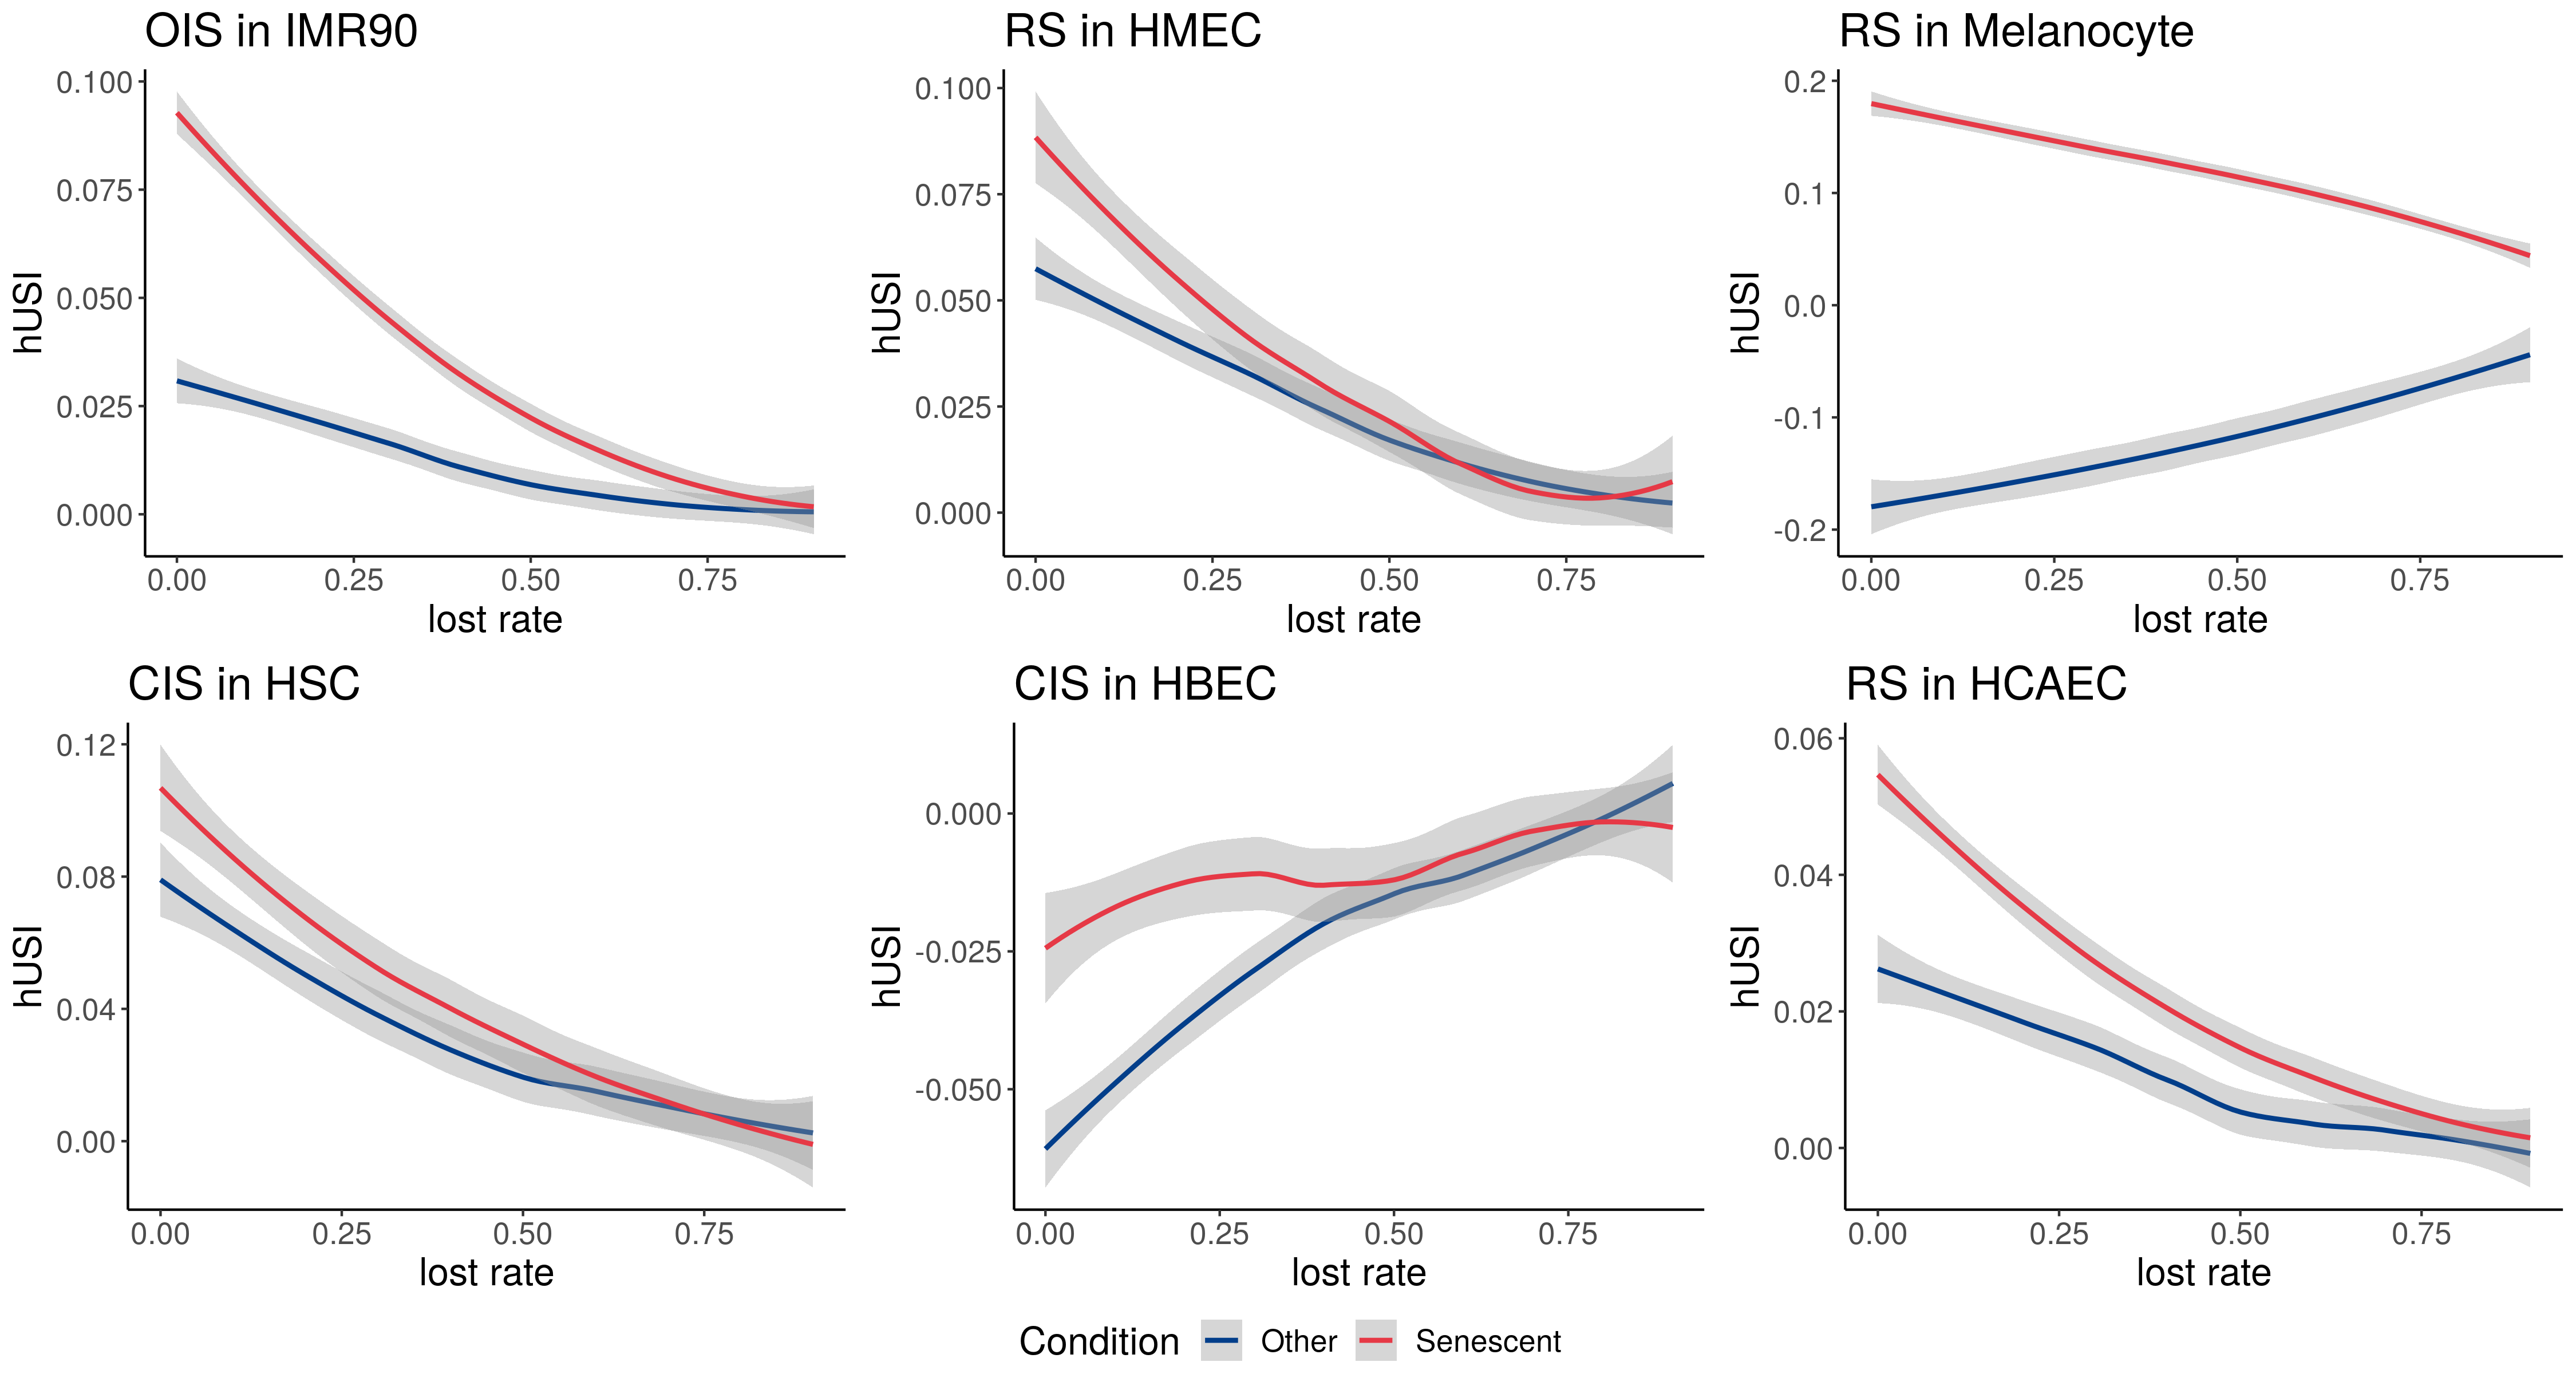 OIS in IMR90
0.100
0.075
0.050
0.025
0.000
hUSI
0.00 0.25 0.50 0.75
lost rate
RS in HMEC
0.100
0.075
0.050
0.025
0.000
hUSI
0.00 0.25 0.50 0.75
lost rate
RS in Melanocyte
0.2
0.1
0.0
-0.1
-0.2
hUSI
0.00 0.25 0.50 0.75
lost rate
CIS in HSC
0.12
0.08
0.04
0.00
hUSI
0.00 0.25 0.50 0.75
lost rate
CIS in HBEC
0.000
-0.025
-0.050
hUSI
0.00 0.25 0.50 0.75
lost rate
RS in HCAEC
0.06
0.04
0.02
0.00
hUSI
0.00 0.25 0.50 0.75
lost rate
Condition Other Senescent